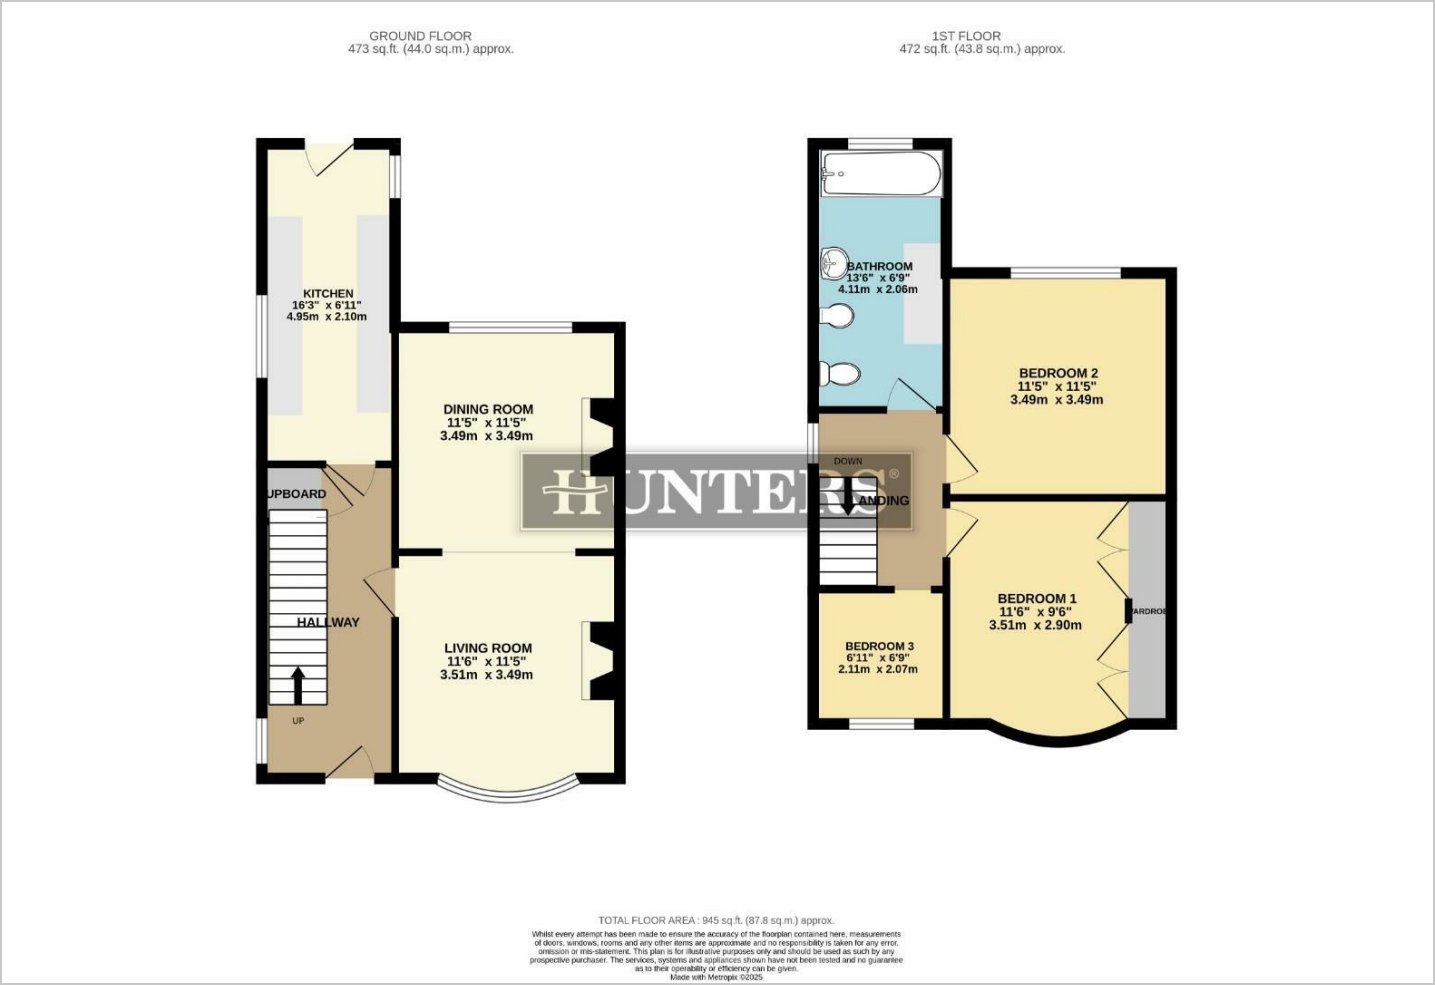 GROUND FLOOR
473 sq.ft. (44.0 sq.m.) approx.
1ST FLOOR
472 sq.ft. (43.8 sq.m.) approx.
KITCHEN
16'3" x 6'11"
4.95m x 2.10m
DINING ROOM
11'5" x 11'5"
3.49m x 3.49m
UPBOARD
HALLWAY
UP
LIVING ROOM
11'6" x 11'5"
3.51m x 3.49m
HUNTERS®
BATHROOM
13'6" x 6'9"
4.11m x 2.06m
BEDROOM 2
11'5" x 11'5"
3.49m x 3.49m
DOWN
ANDING
BEDROOM 1
11'6" x 9'6"
3.51m x 2.90m
WARDROBE
BEDROOM 3
6'11" x 6'9"
2.11m x 2.07m
TOTAL FLOOR AREA : 945 sq.ft. (87.8 sq.m.) approx.
Whilst every attempt has been made to ensure the accuracy of the floorplan contained here, measurements
of doors, windows, rooms and any other items are approximate and no responsibility is taken for any error,
omission or mis-statement. This plan is for illustrative purposes only and should be used as such by any
prospective purchaser. The services, systems and appliances shown have not been tested and no guarantee
as to their operability or efficiency can be given.
Made with Metropix ©2025